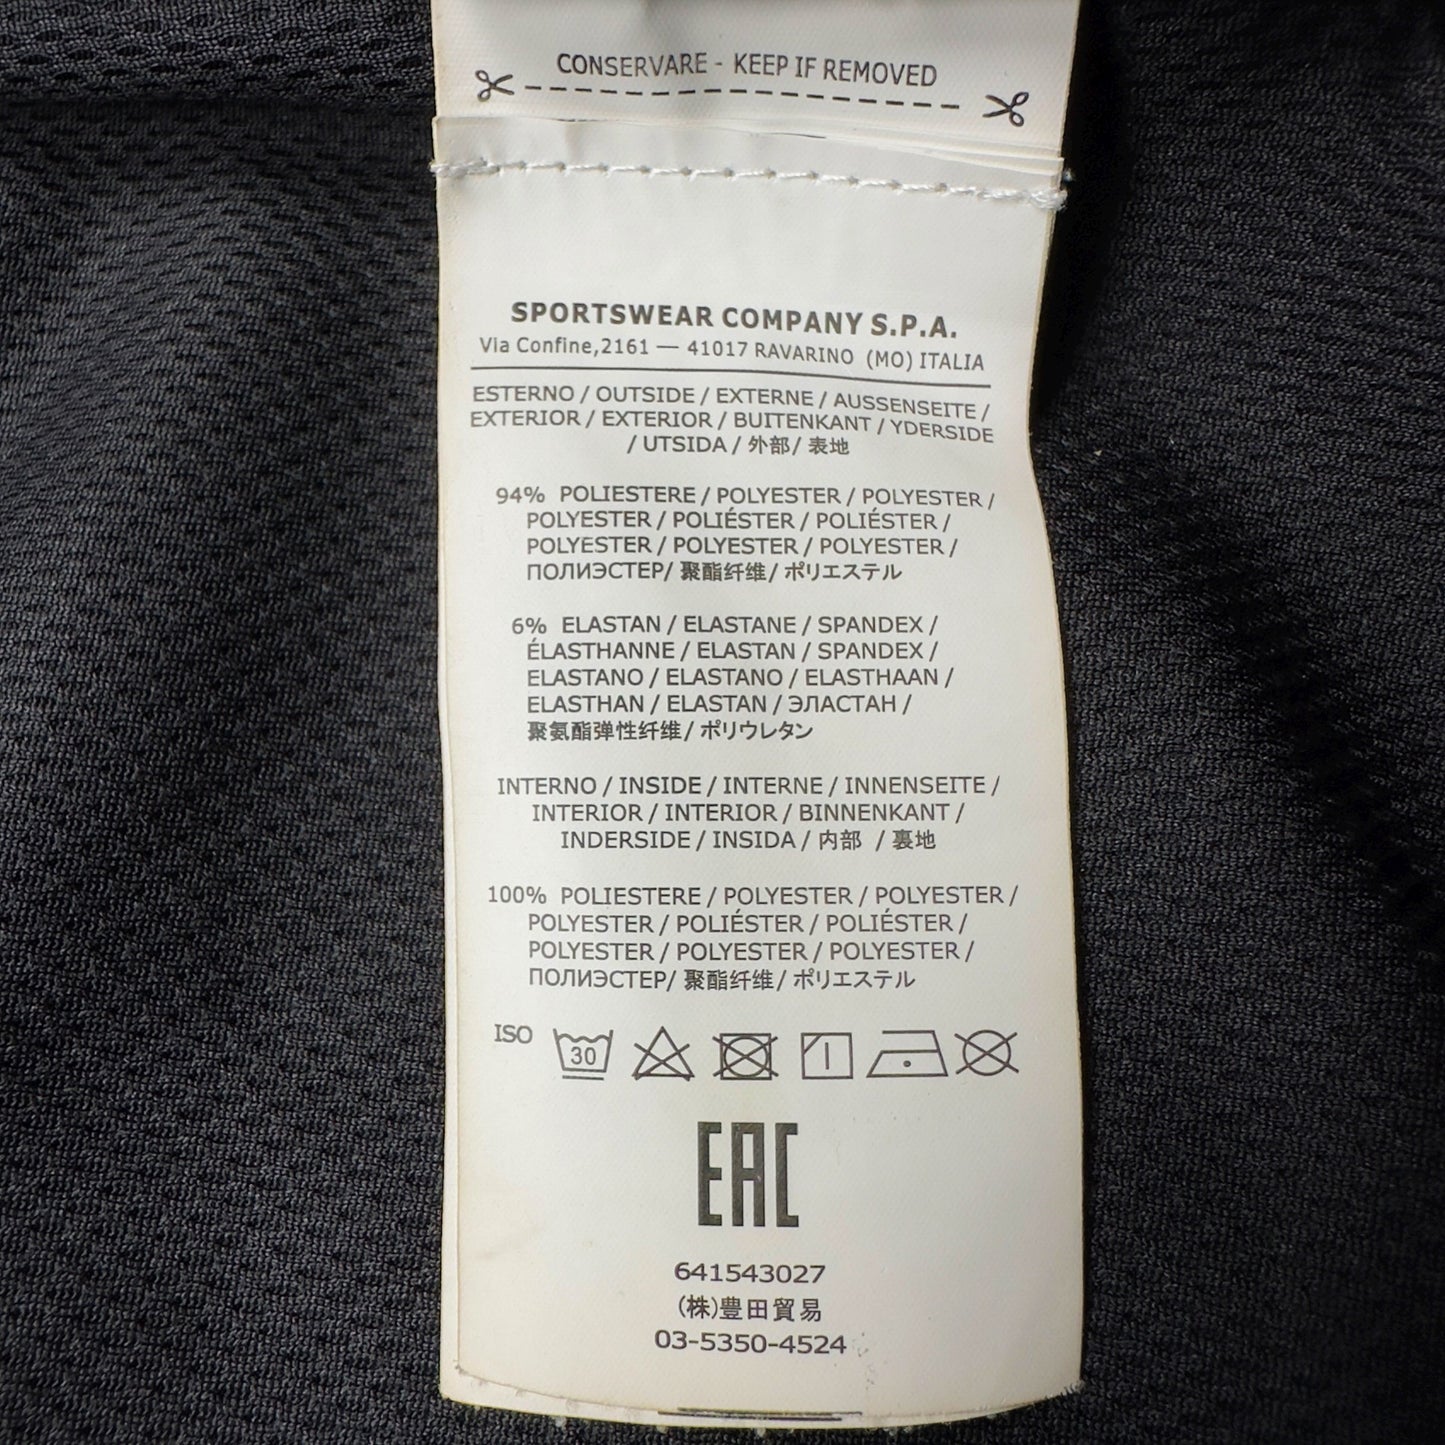 CONSERVARE - KEEP IF REMOVED
SPORTSWEAR COMPANY S.P.A.
Via Confine,2161 — 41017 RAVARINO (MO) ITALIA
ESTERNO / OUTSIDE / EXTERNE / AUSSENSEITE /
EXTERIOR / EXTERIOR / BUITENKANT / YDERSIDE
/ UTSIDA / 外部/ 表地
94% POLIESTERE / POLYESTER / POLYESTER /
POLYESTER / POLIÉSTER / POLIÉSTER /
POLYESTER / POLYESTER / POLYESTER /
ПОЛИЭСТЕР/ 聚酯纤维/ ポリエステル
6% ELASTAN / ELASTANE / SPANDEX /
ÉLASTHANNE / ELASTAN / SPANDEX /
ELASTANO / ELASTANO / ELASTHAAN /
ELASTHAN / ELASTAN / ЭЛАСТАН /
聚氨酯弹性纤维/ ポリウレタン
INTERNO / INSIDE / INTERNE / INNENSEITE /
INTERIOR / INTERIOR / BINNENKANT /
INDERSIDE / INSIDA / 内部 / 裏地
100% POLIESTERE / POLYESTER / POLYESTER /
POLYESTER / POLIÉSTER / POLIÉSTER /
POLYESTER / POLYESTER / POLYESTER /
ПОЛИЭСТЕР/ 聚酯纤维/ ポリエステル
ISO 30
EAC
641543027
(株)豊田貿易
03-5350-4524